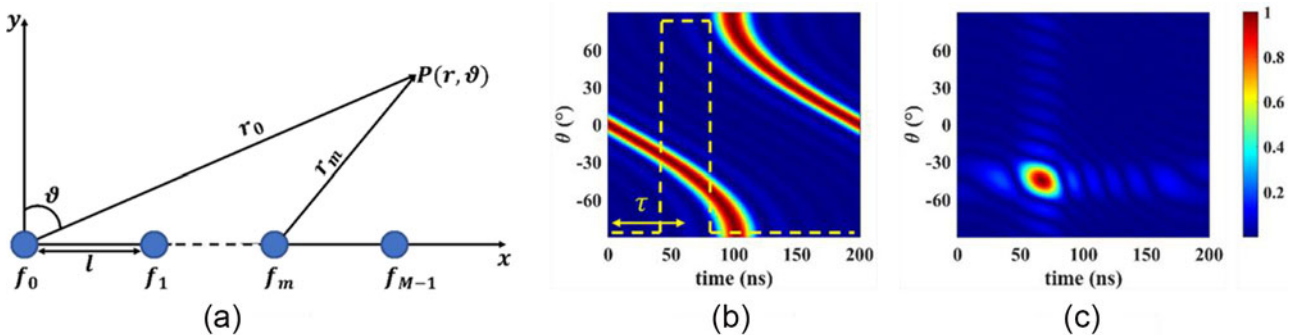 y
P(r, ϑ)
r₀
rₘ
ϑ
l
x
f₀
f₁
fₘ
f_{M−1}
(a)
60
30
0
-30
-60
θ (°)
τ
0
50
100
150
200
time (ns)
(b)
60
30
0
-30
-60
θ (°)
0
50
100
150
200
time (ns)
(c)
1
0.8
0.6
0.4
0.2